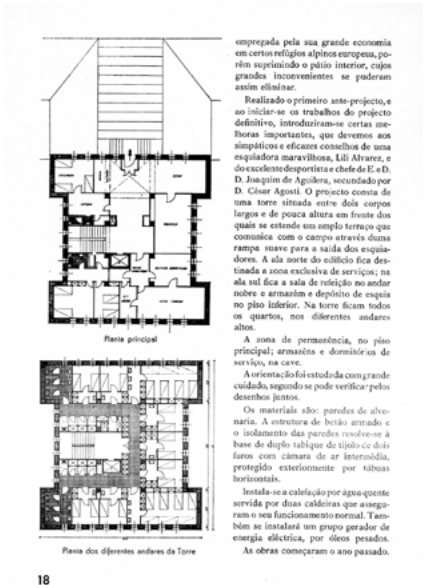 empregada pela sua grande economia
em certos refúgios alpinos europeus, po-
rém suprimindo o pátio interior, cujos
grandes inconvenientes se puderam
assim eliminar.
Realizado o primeiro ante-projecto, e
ao iniciar-se os trabalhos do projecto
definitivo, introduziram-se certas me-
lhoras importantes, que devemos aos
simpáticos e eficazes conselhos de uma
esquiadora maravilhosa, Lili Alvarez, e
do excelente desportista e chefe de E. e D.
D. Joaquim de Aguilera, secundado por
D. César Agosti. O projecto consta de
uma torre situada entre dois corpos
largos e de pouca altura em frente dos
quais se estende um amplo terraço que
comunica com o campo através duma
rampa suave para a saída dos esquia-
dores. A ala norte do edifício fica des-
tinada a zona exclusiva de serviços; na
ala sul fica a sala de refeição no andar
nobre e armazém e depósito de esquis
no piso inferior. Na torre ficam todos
os quartos, nos diferentes andares
altos.
A zona de permanência, no piso
principal; armazéns e dormitórios de
serviço, na cave.
A orientação foi estudada com grande
cuidado, segundo se pode verificar pelos
desenhos juntos.
Os materiais são: paredes de alve-
naria. A estrutura de betão armado e
o isolamento das paredes resolve-se à
base de duplo tabique de tijolo de dois
furos com câmara de ar intermédia,
protegido exteriormente por tábuas
horizontais.
Instala-se a calefação por água quente
servida por duas caldeiras que assegu-
ram o seu funcionamento normal. Tam-
bém se instalará um grupo gerador de
energia eléctrica, por óleos pesados.
As obras começaram o ano passado.
Planta principal
Planta dos diferentes andares da Torre
18